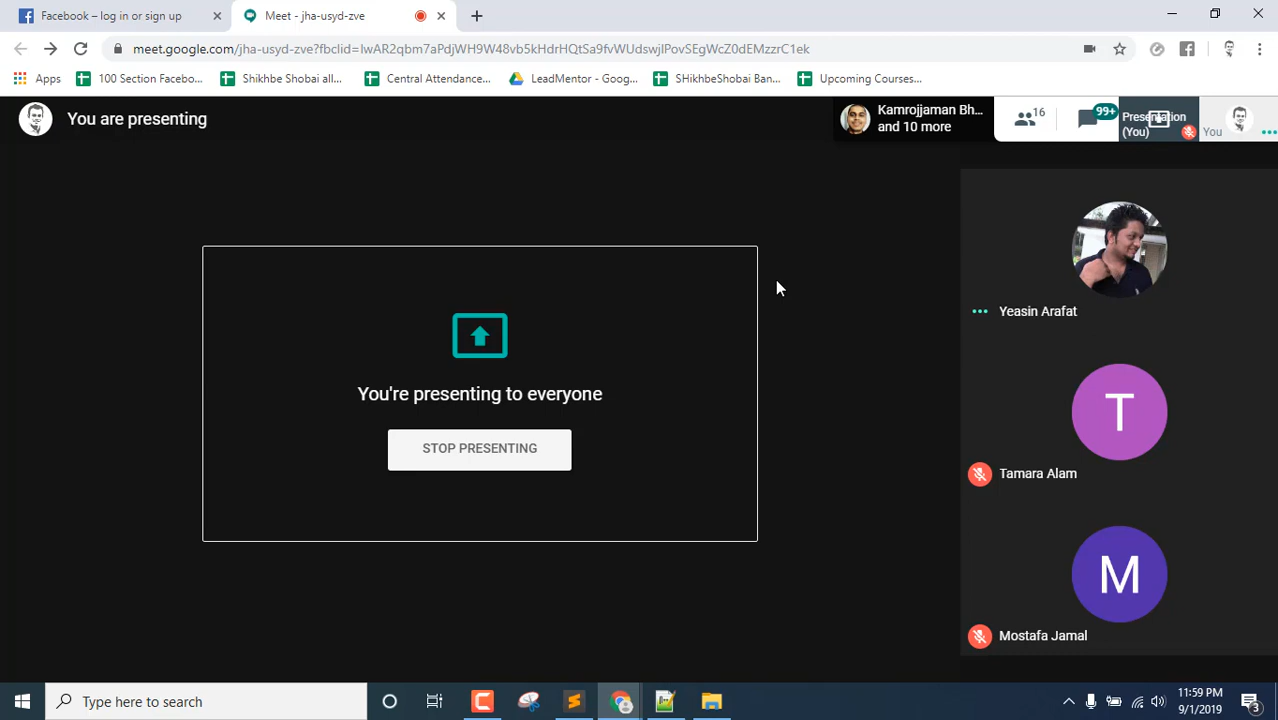 Facebook – log in or sign up
Meet - jha-usyd-zve
meet.google.com/jha-usyd-zve?fbclid=IwAR2qbm7aPdjWH9W48vb5kHdrHQtSa9fvWUdswjIPovSEgWcZ0dEMzzrC1ek
Apps
100 Section Facebo...
Shikhbe Shobai all...
Central Attendance...
LeadMentor - Goog...
SHikhbeShobai Ban...
Upcoming Courses...
You are presenting
Kamrojjaman Bh...
and 10 more
16
99+
Presentation
(You)
You
You're presenting to everyone
STOP PRESENTING
Yeasin Arafat
T
Tamara Alam
M
Mostafa Jamal
Type here to search
11:59 PM
9/1/2019
3